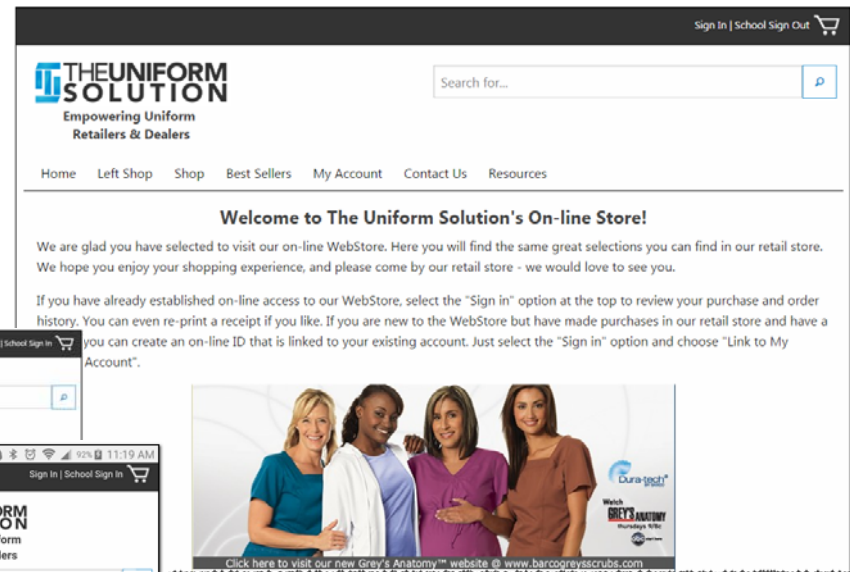 Sign In | School Sign Out
THEUNIFORM
SOLUTION
Empowering Uniform
Retailers & Dealers
Search for...
Home Left Shop Shop Best Sellers My Account Contact Us Resources
Welcome to The Uniform Solution's On-line Store!
We are glad you have selected to visit our on-line WebStore. Here you will find the same great selections you can find in our retail store.
We hope you enjoy your shopping experience, and please come by our retail store - we would love to see you.
If you have already established on-line access to our WebStore, select the "Sign in" option at the top to review your purchase and order
history. You can even re-print a receipt if you like. If you are new to the WebStore but have made purchases in our retail store and have a
you can create an on-line ID that is linked to your existing account. Just select the "Sign in" option and choose "Link to My
Account".
| School Sign In
92% 11:19 AM
Sign In | School Sign In
ORM
ION
form
lers
Dura-tech
Watch
GREY'S ANATOMY
Thursdays 9/8c
abc
Click here to visit our new Grey's Anatomy™ website @ www.barcogreysscrubs.com